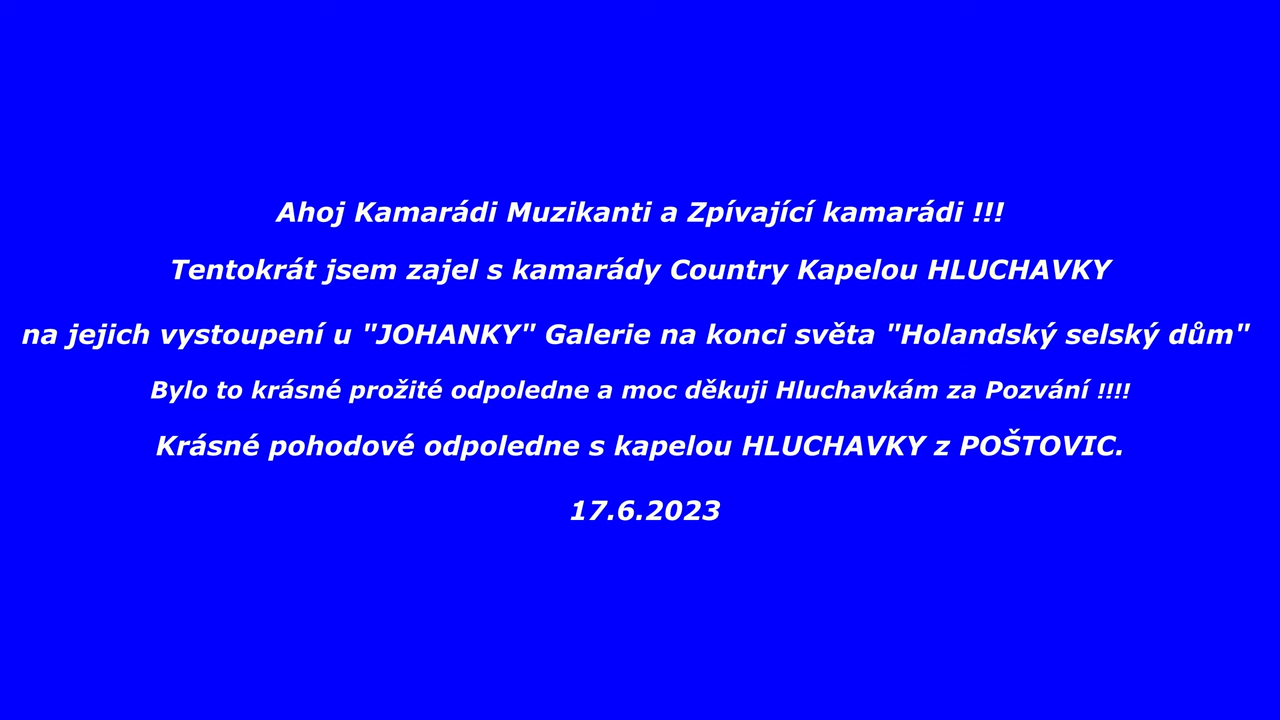 Ahoj Kamarádi Muzikanti a Zpívající kamarádi !!!
Tentokrát jsem zajel s kamarády Country Kapelou HLUCHAVKY
na jejich vystoupení u "JOHANKY" Galerie na konci světa "Holandský selský dům"
Bylo to krásné prožité odpoledne a moc děkuji Hluchavkám za Pozvání !!!!
Krásné pohodové odpoledne s kapelou HLUCHAVKY z POŠTOVIC.
17.6.2023